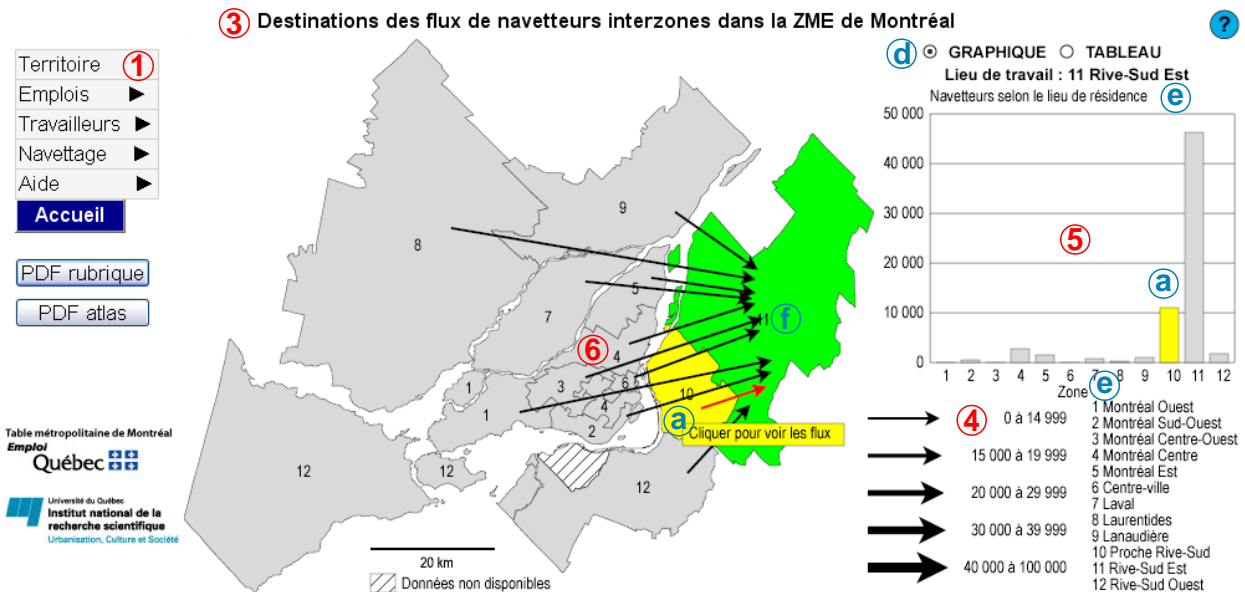 3 Destinations des flux de navetteurs interzones dans la ZME de Montréal
?
Territoire 1
Emplois
Travailleurs
Navettage
Aide
Accueil
PDF rubrique
PDF atlas
Table métropolitaine de Montréal
Emploi
Québec
Université du Québec
Institut national de la
recherche scientifique
Urbanisation, Culture et Société
9
8
5
7
11 f
6
4
1
3
6
10
4
1
a
2
Cliquer pour voir les flux
12
12
12
20 km
Données non disponibles
d GRAPHIQUE TABLEAU
Lieu de travail : 11 Rive-Sud Est
Navetteurs selon le lieu de résidence e
50 000
40 000
30 000
5
20 000
a
10 000
0
1 2 3 4 5 6 7 8 9 10 11 12
Zone e
4 0 à 14 999
15 000 à 19 999
20 000 à 29 999
30 000 à 39 999
40 000 à 100 000
1 Montréal Ouest
2 Montréal Sud-Ouest
3 Montréal Centre-Ouest
4 Montréal Centre
5 Montréal Est
6 Centre-ville
7 Laval
8 Laurentides
9 Lanaudière
10 Proche Rive-Sud
11 Rive-Sud Est
12 Rive-Sud Ouest